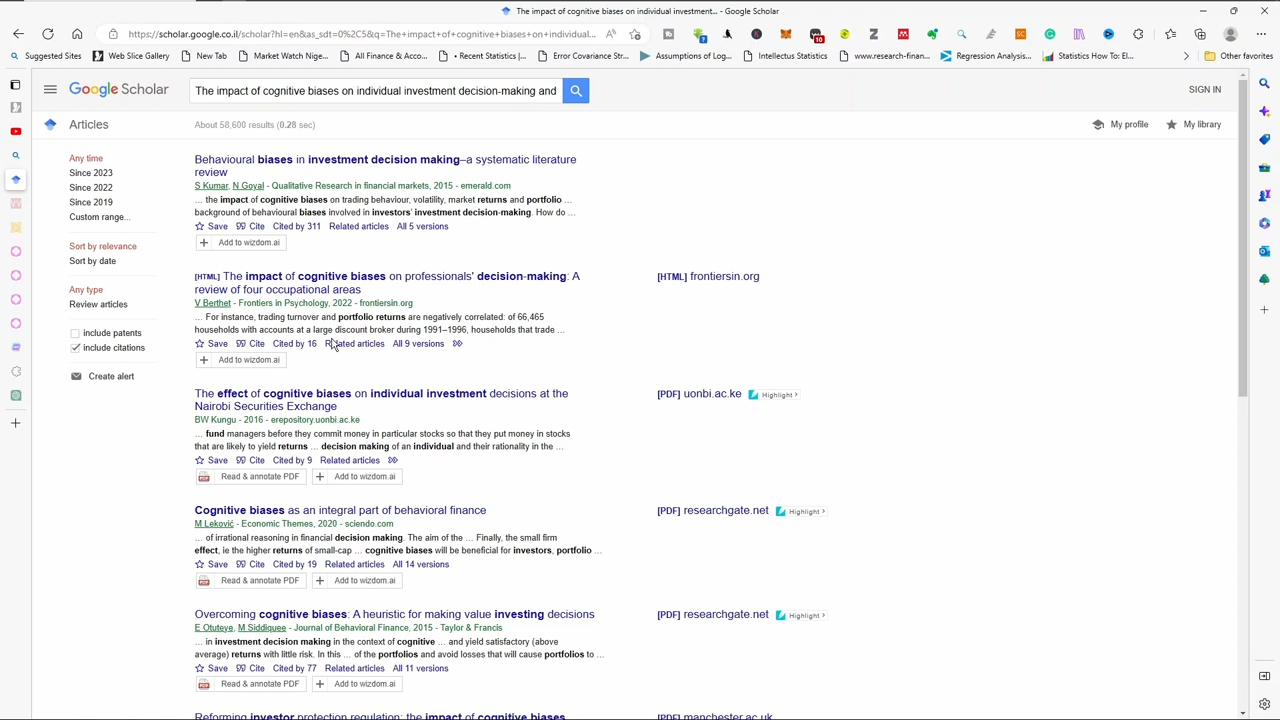 The impact of cognitive biases on individual investment... - Google Scholar
https://scholar.google.co.il/scholar?hl=en&as_sdt=0%2C5&q=The+impact+of+cognitive+biases+on+individual...
Suggested Sites
Web Slice Gallery
New Tab
Market Watch Nige...
All Finance & Acco...
• Recent Statistics |...
Error Covariance Str...
Assumptions of Log...
Intellectus Statistics
www.research-finan...
Regression Analysis...
Statistics How To: El...
Other favorites
Google Scholar
The impact of cognitive biases on individual investment decision-making and
SIGN IN
Articles
About 58,600 results (0.28 sec)
My profile
My library
Any time
Since 2023
Since 2022
Since 2019
Custom range...
Sort by relevance
Sort by date
Any type
Review articles
include patents
include citations
Create alert
Behavioural biases in investment decision making–a systematic literature
review
S Kumar, N Goyal - Qualitative Research in financial markets, 2015 - emerald.com
... the impact of cognitive biases on trading behaviour, volatility, market returns and portfolio ...
background of behavioural biases involved in investors' investment decision-making. How do ...
Save Cite Cited by 311 Related articles All 5 versions
+ Add to wizdom.ai
[HTML] The impact of cognitive biases on professionals' decision-making: A
review of four occupational areas
[HTML] frontiersin.org
V Berthet - Frontiers in Psychology, 2022 - frontiersin.org
... For instance, trading turnover and portfolio returns are negatively correlated: of 66,465
households with accounts at a large discount broker during 1991–1996, households that trade ...
Save Cite Cited by 16 Related articles All 9 versions
+ Add to wizdom.ai
The effect of cognitive biases on individual investment decisions at the
Nairobi Securities Exchange
[PDF] uonbi.ac.ke Highlight ›
BW Kungu - 2016 - erepository.uonbi.ac.ke
... fund managers before they commit money in particular stocks so that they put money in stocks
that are likely to yield returns ... decision making of an individual and their rationality in the ...
Save Cite Cited by 9 Related articles
Read & annotate PDF + Add to wizdom.ai
Cognitive biases as an integral part of behavioral finance
[PDF] researchgate.net Highlight ›
M Leković - Economic Themes, 2020 - sciendo.com
... of irrational reasoning in financial decision making. The aim of the ... Finally, the small firm
effect, ie the higher returns of small-cap ... cognitive biases will be beneficial for investors, portfolio ...
Save Cite Cited by 19 Related articles All 14 versions
Read & annotate PDF + Add to wizdom.ai
Overcoming cognitive biases: A heuristic for making value investing decisions
[PDF] researchgate.net Highlight ›
E Otuteye, M Siddiquee - Journal of Behavioral Finance, 2015 - Taylor & Francis
... in investment decision making in the context of cognitive ... and yield satisfactory (above
average) returns with little risk. In this ... of the portfolios and avoid losses that will cause portfolios to ...
Save Cite Cited by 77 Related articles All 11 versions
Read & annotate PDF + Add to wizdom.ai
Reforming investor protection regulation: the impact of cognitive biases
[PDF] manchester.ac.uk